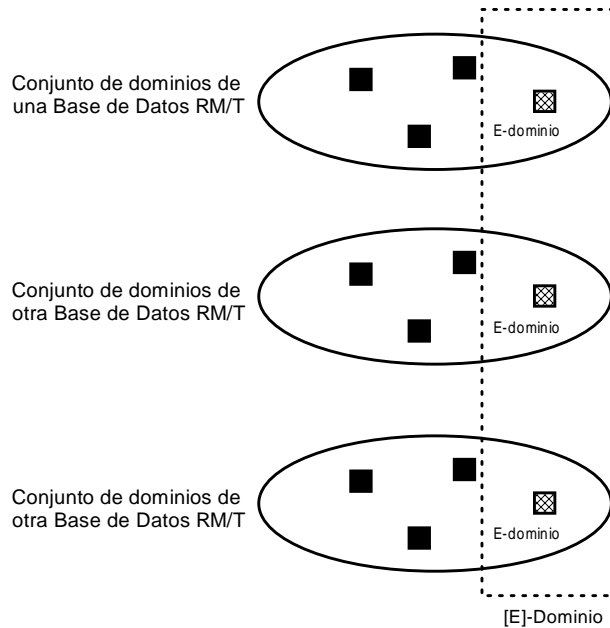 Conjunto de dominios de
una Base de Datos RM/T
E-dominio
Conjunto de dominios de
otra Base de Datos RM/T
E-dominio
Conjunto de dominios de
otra Base de Datos RM/T
E-dominio
[E]-Dominio